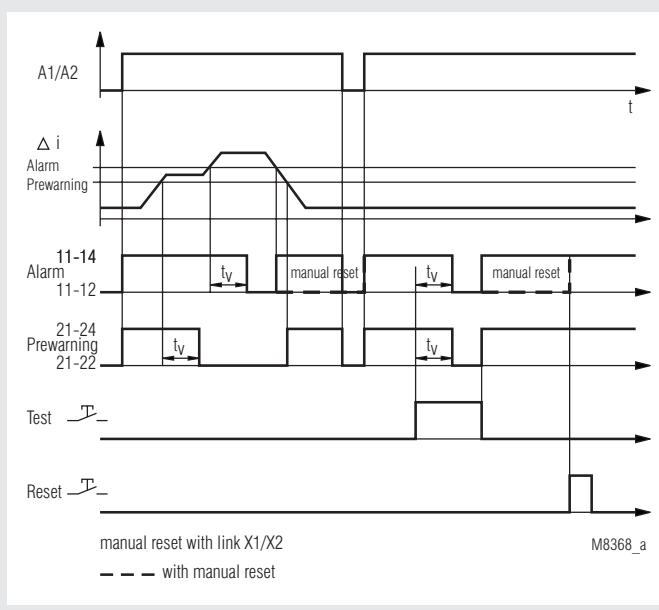 A1/A2
t
△ i
Alarm
Prewarning
11-14
Alarm
11-12
tv
manual reset
tv
manual reset
21-24
Prewarning
21-22
tv
tv
Test
Reset
manual reset with link X1/X2
M8368_a
with manual reset